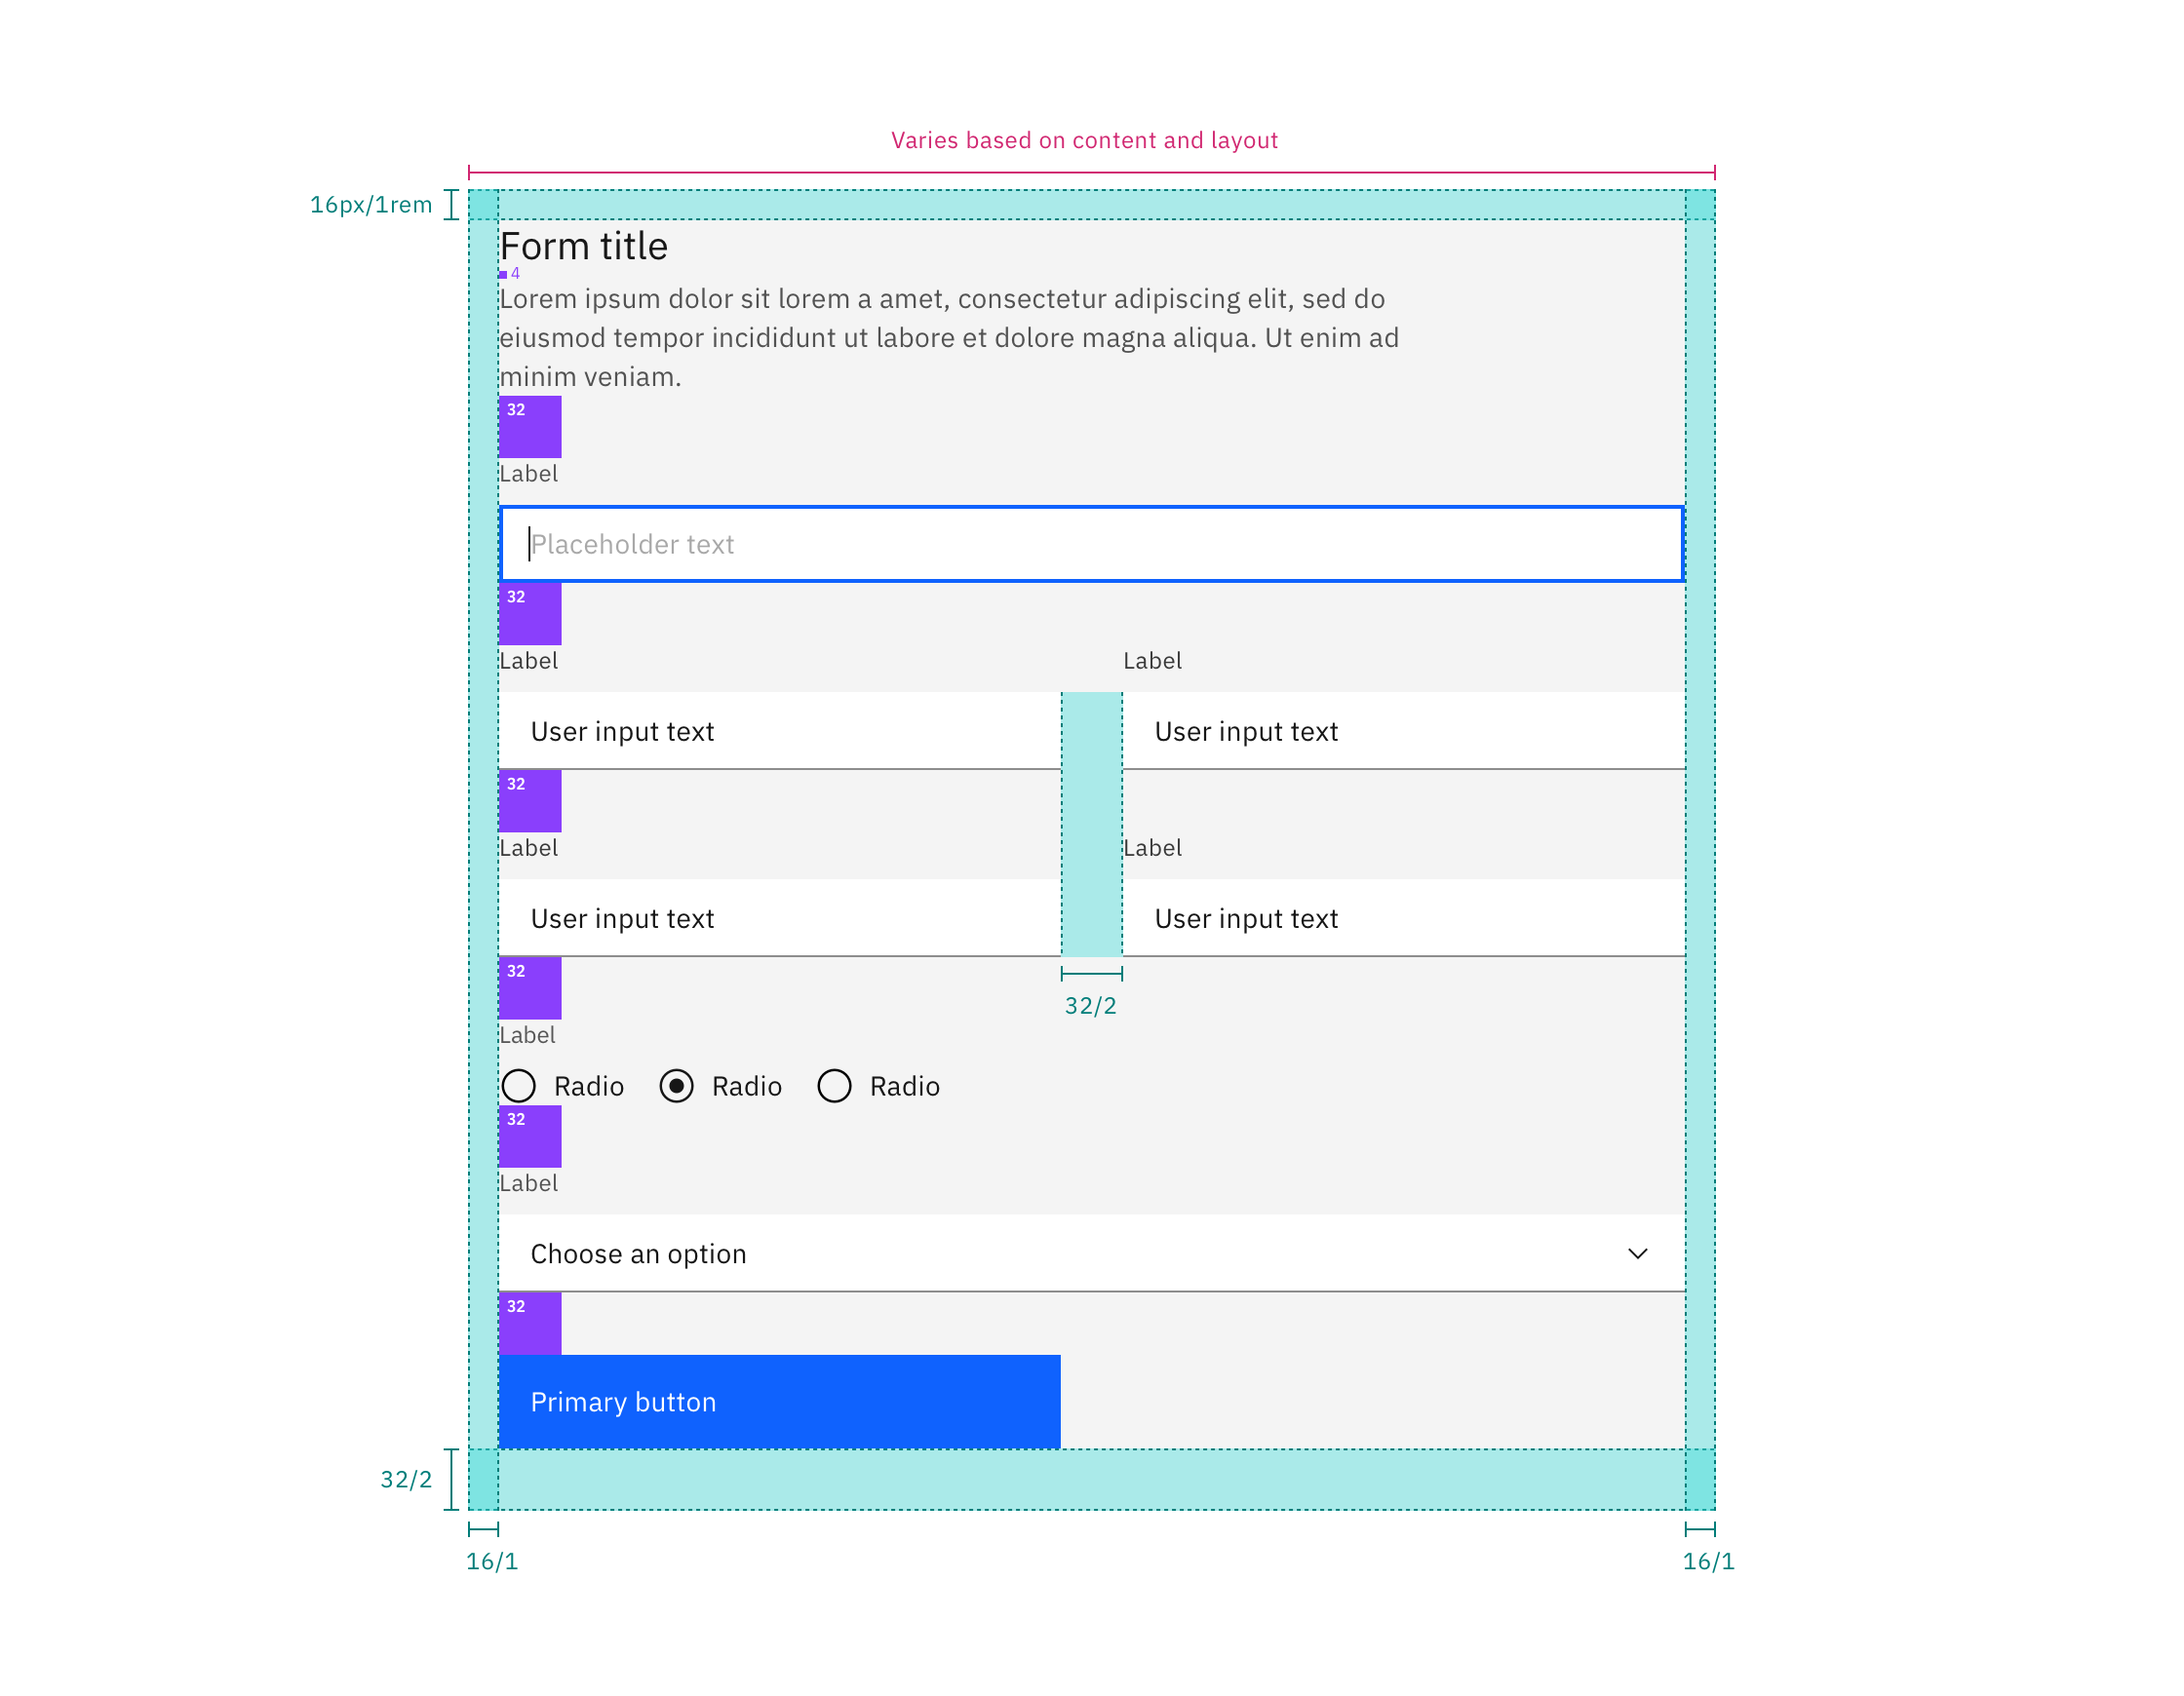 Varies based on content and layout
16px/1rem
Form title
4
Lorem ipsum dolor sit lorem a amet, consectetur adipiscing elit, sed do
eiusmod tempor incididunt ut labore et dolore magna aliqua. Ut enim ad
minim veniam.
32
Label
Placeholder text
32
Label Label
User input text User input text
32
Label Label
User input text User input text
32
32/2
Label
Radio Radio Radio
32
Label
Choose an option
32
Primary button
32/2
16/1 16/1